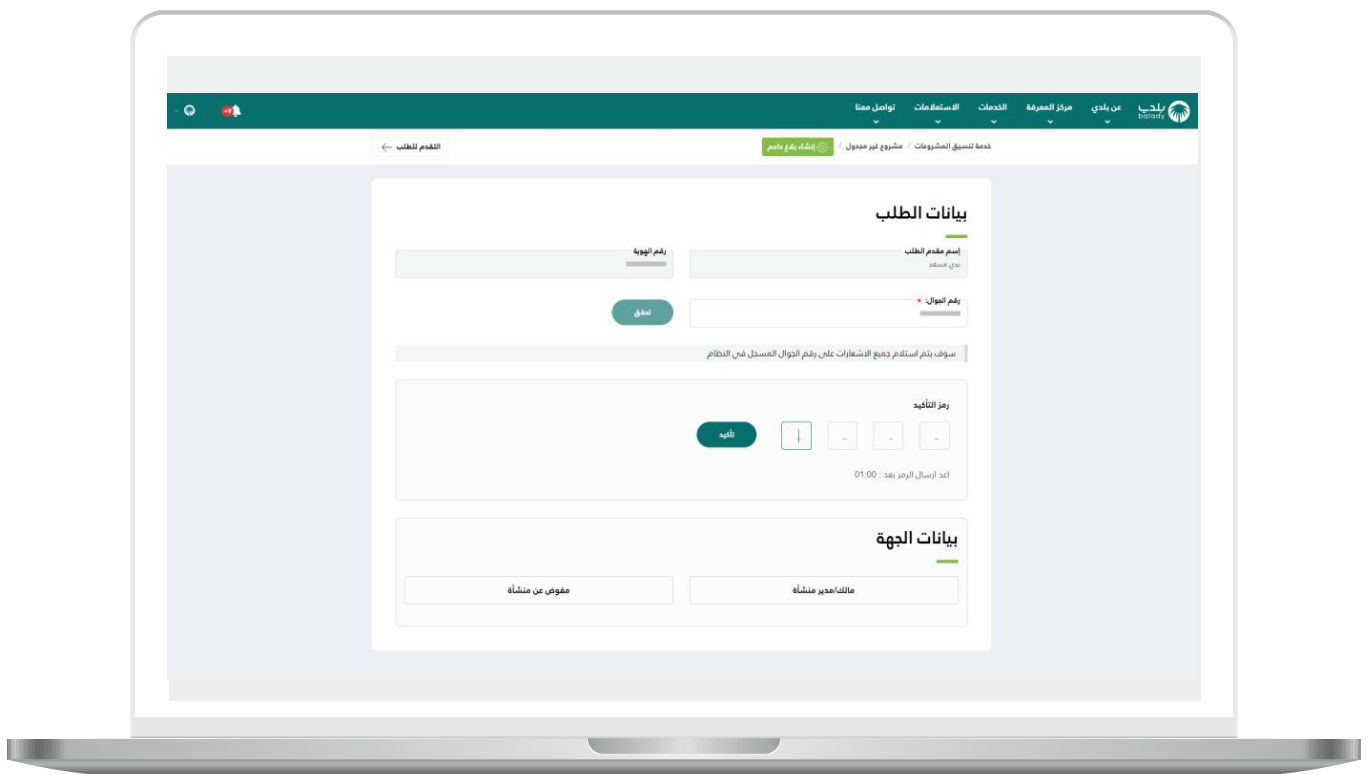 بلدي balady عن بلدي مركز المعرفة الخدمات الاستعلامات تواصل معنا
خدمة تنسيق المشروعات / مشروع غير مجدول / إنشاء بلاغ داعم التقدم للطلب ←
بيانات الطلب
إسم مقدم الطلب رقم الهوية
ندي مسعد
رقم الجوال: *
تحقق
سوف يتم استلام جميع الاشعارات على رقم الجوال المسجل في النظام
رمز التأكيد
تأكيد
اعد ارسال الرمز بعد : 01:00
بيانات الجهة
مالك/مدير منشأة مفوض عن منشأة